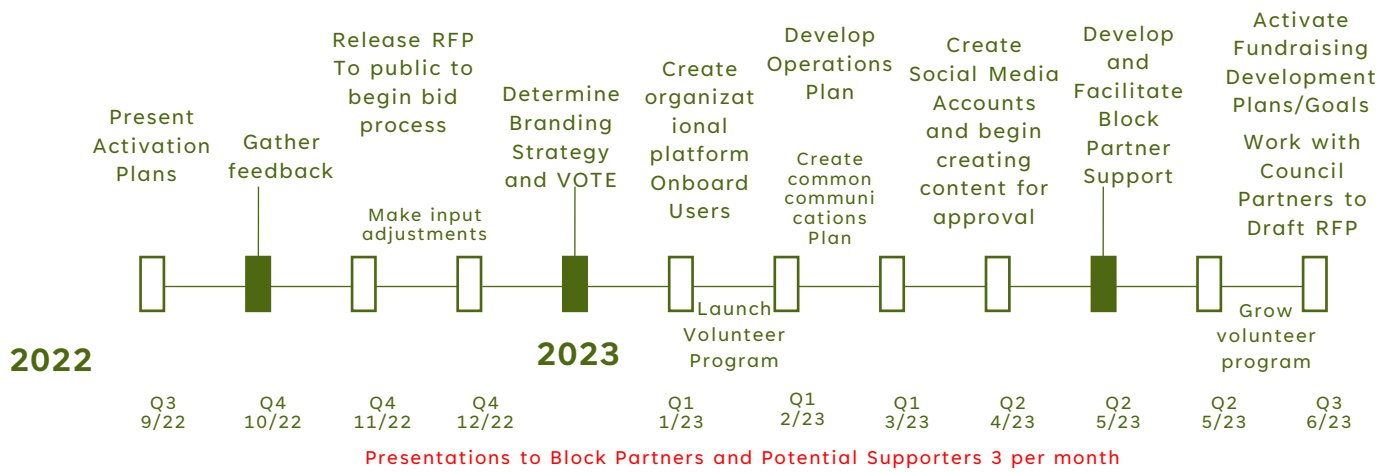 Present
Activation
Plans
Gather
feedback
Release RFP
To public to
begin bid
process
Make input
adjustments
Determine
Branding
Strategy
and VOTE
Create
organizat
ional
platform
Onboard
Users
Launch
Volunteer
Program
Develop
Operations
Plan
Create
common
communi
cations
Plan
Create
Social Media
Accounts
and begin
creating
content for
approval
Develop
and
Facilitate
Block
Partner
Support
Activate
Fundraising
Development
Plans/Goals
Work with
Council
Partners to
Draft RFP
Grow
volunteer
program
2022
2023
Q3
9/22
Q4
10/22
Q4
11/22
Q4
12/22
Q1
1/23
Q1
2/23
Q1
3/23
Q2
4/23
Q2
5/23
Q2
5/23
Q3
6/23
Presentations to Block Partners and Potential Supporters 3 per month